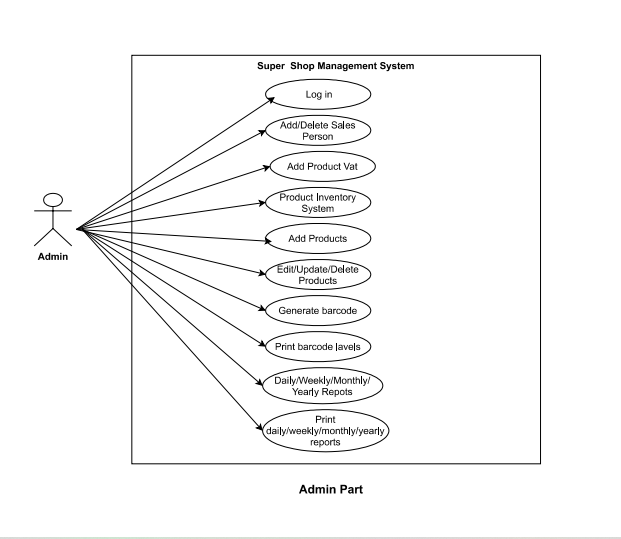 Super Shop Management System
Log in
Add/Delete Sales
Person
Add Product Vat
Product Inventory
System
Add Products
Edit/Update/Delete
Products
Generate barcode
Print barcode lavels
Daily/Weekly/Monthly/
Yearly Repots
Print
daily/weekly/monthly/yearly
reports
Admin
Admin Part